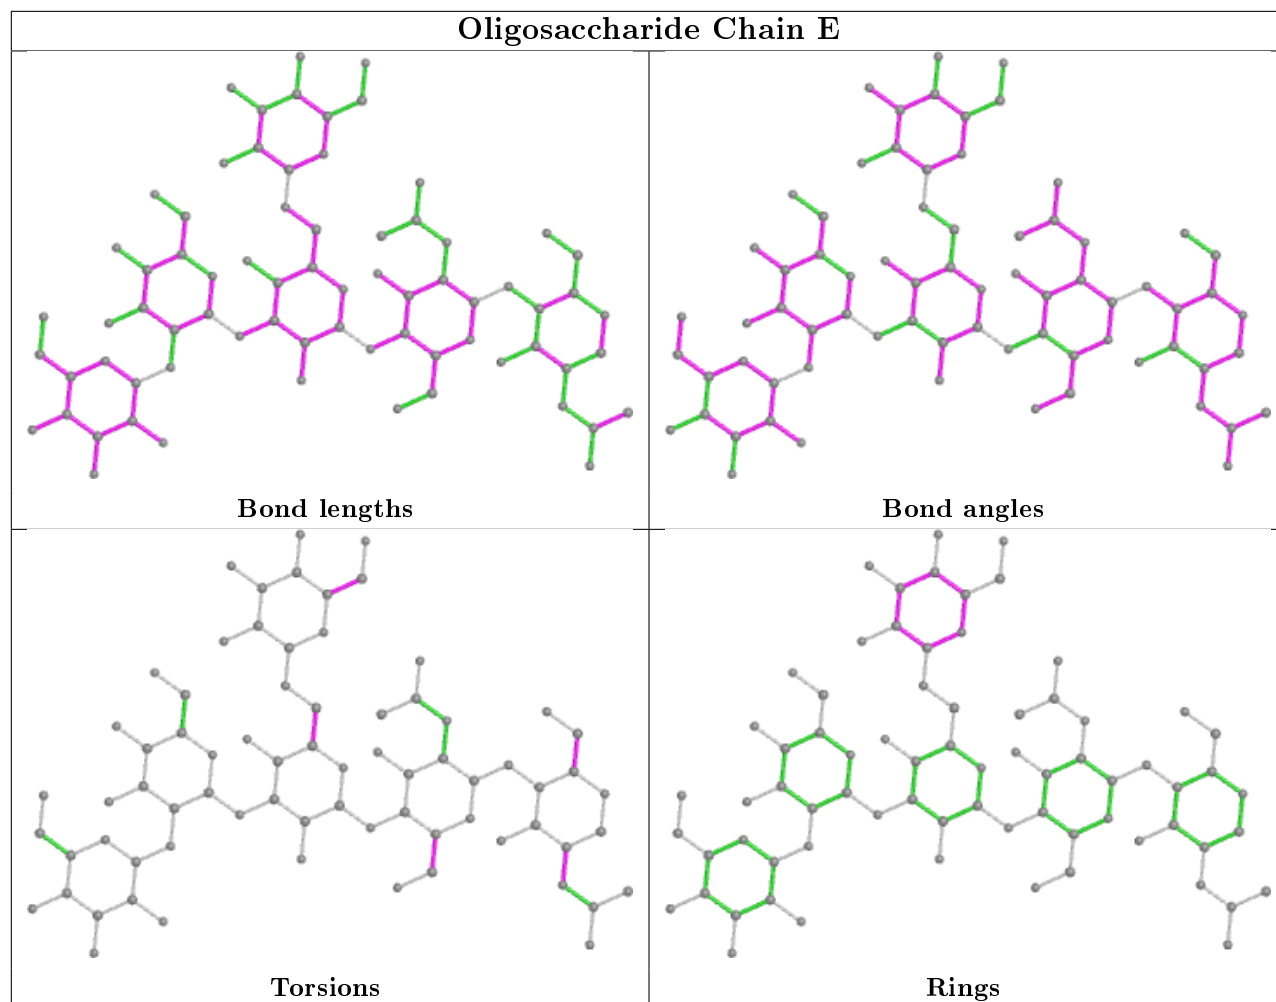 Oligosaccharide Chain E
Bond lengths
Bond angles
Torsions
Rings